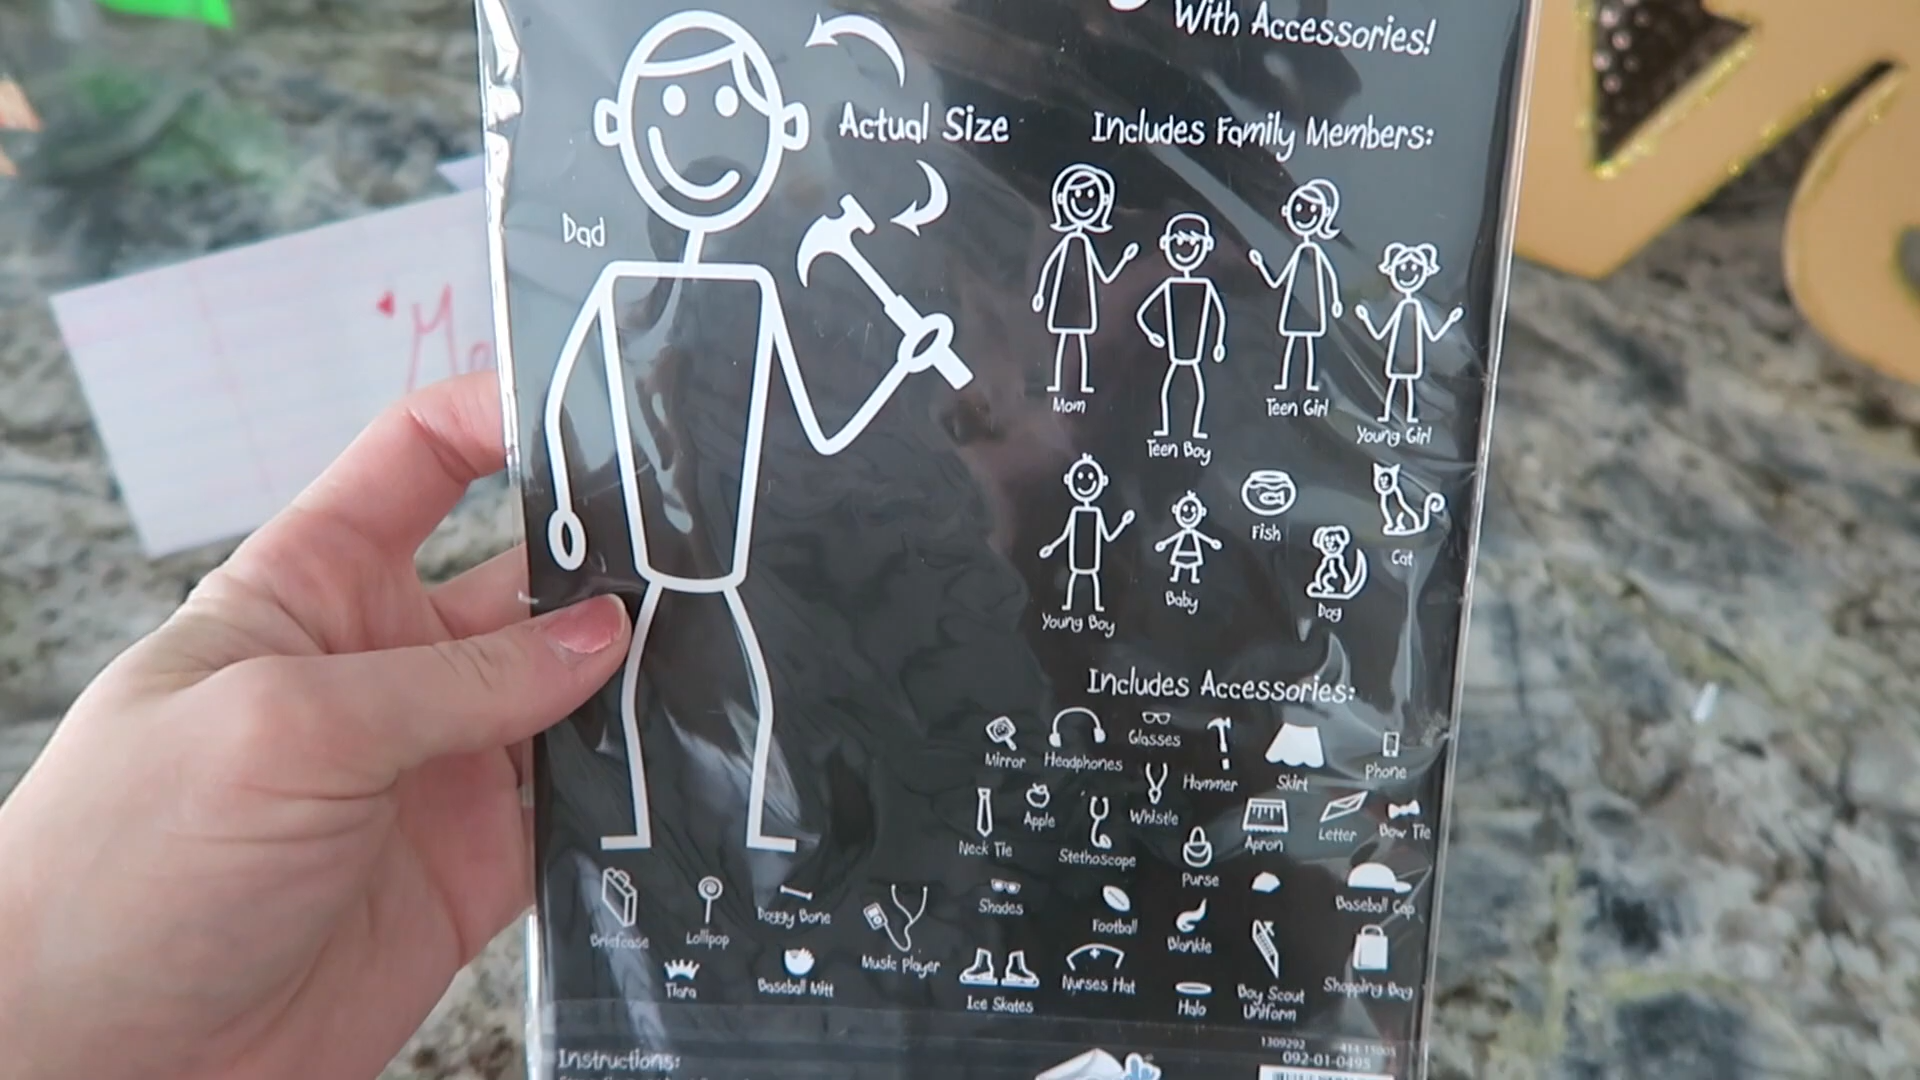 With Accessories!
Actual Size
Includes Family Members:
Dad
Mom
Teen Boy
Teen Girl
Young Girl
Young Boy
Baby
Fish
Dog
Cat
Includes Accessories:
Mirror
Headphones
Glasses
Hammer
Skirt
Phone
Neck Tie
Apple
Stethoscope
Whistle
Purse
Apron
Letter
Bow Tie
Briefcase
Lollipop
Doggy Bone
Music Player
Shades
Football
Blankie
Baseball Cap
Tiara
Baseball Mitt
Ice Skates
Nurses Hat
Halo
Boy Scout
Uniform
Shopping Bag
Instructions:
1309292
092-01-0495